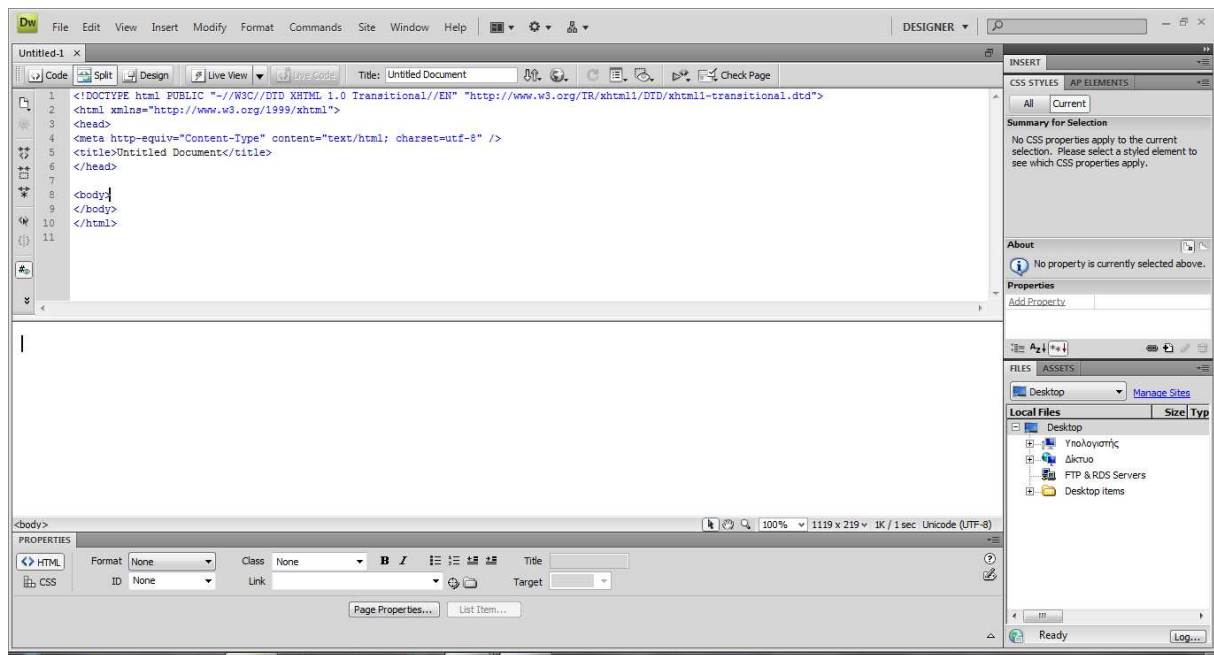 Dw File Edit View Insert Modify Format Commands Site Window Help DESIGNER
Untitled-1 ×
Code Split Design Live View Live Code Title: Untitled Document Check Page
1 <!DOCTYPE html PUBLIC "-//W3C//DTD XHTML 1.0 Transitional//EN" "http://www.w3.org/TR/xhtml1/DTD/xhtml1-transitional.dtd">
2 <html xmlns="http://www.w3.org/1999/xhtml">
3 <head>
4 <meta http-equiv="Content-Type" content="text/html; charset=utf-8" />
5 <title>Untitled Document</title>
6 </head>
7
8 <body>
9 </body>
10 </html>
11
<body> 100% 1119 x 219 1K / 1 sec Unicode (UTF-8)
PROPERTIES
<> HTML Format None Class None B I Title
CSS ID None Link Target
Page Properties... List Item...
INSERT
CSS STYLES AP ELEMENTS
All Current
Summary for Selection
No CSS properties apply to the current
selection. Please select a styled element to
see which CSS properties apply.
About
No property is currently selected above.
Properties
Add Property
FILES ASSETS
Desktop Manage Sites
Local Files Size Typ
Desktop
Υπολογιστής
Δίκτυο
FTP & RDS Servers
Desktop items
Ready Log...